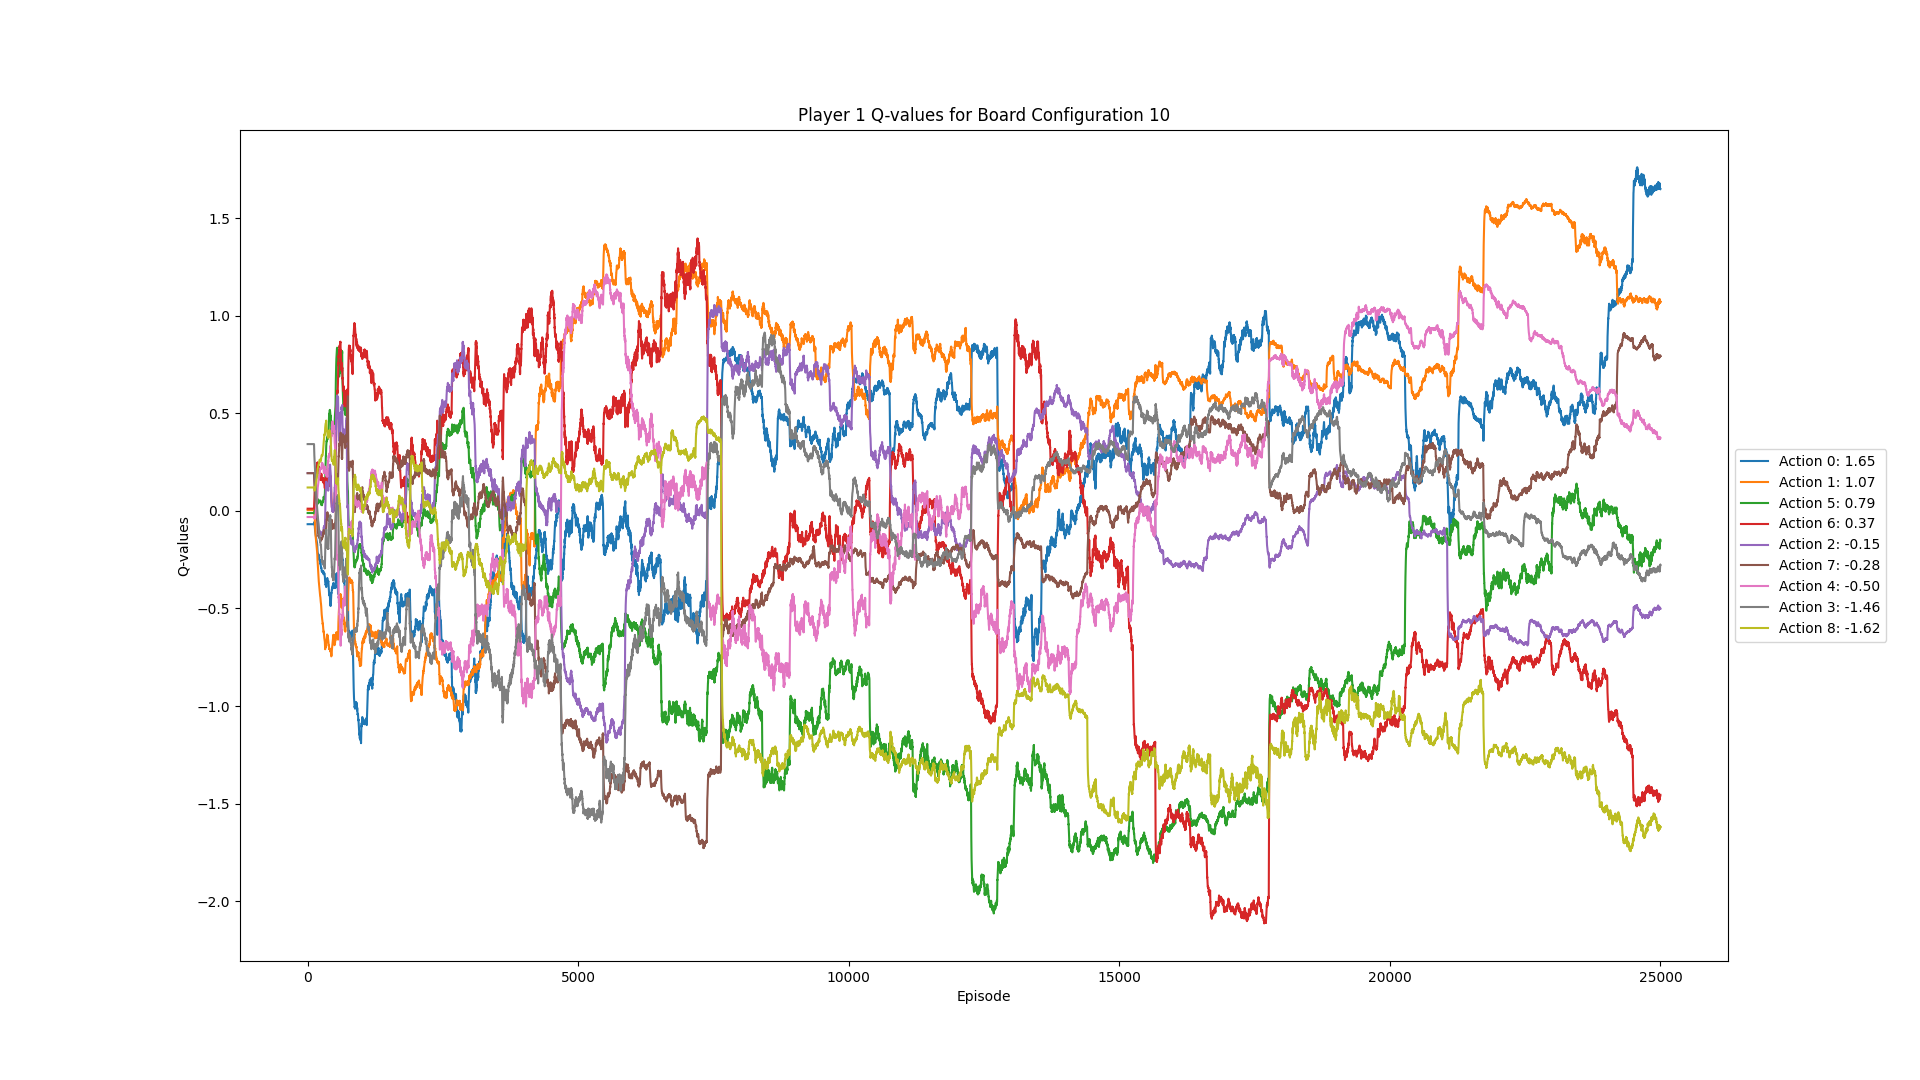 Player 1 Q-values for Board Configuration 10
Q-values
1.5
1.0
0.5
0.0
−0.5
−1.0
−1.5
−2.0
0
5000
10000
15000
20000
25000
Episode
Action 0: 1.65
Action 1: 1.07
Action 5: 0.79
Action 6: 0.37
Action 2: -0.15
Action 7: -0.28
Action 4: -0.50
Action 3: -1.46
Action 8: -1.62